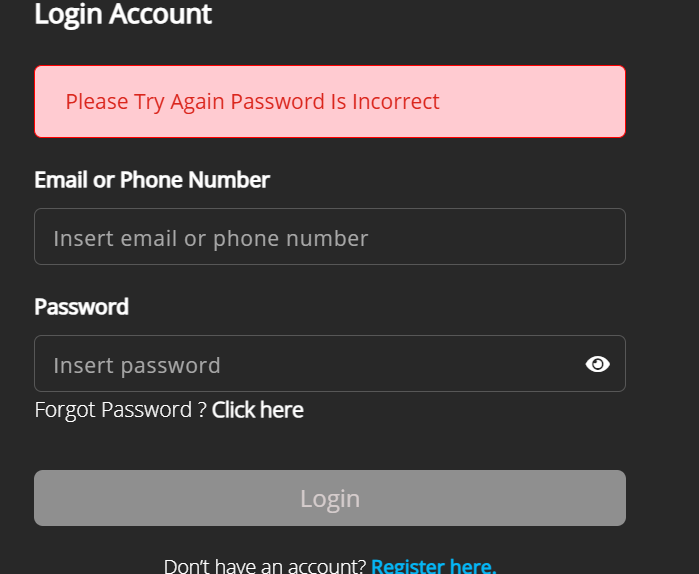 Login Account
Please Try Again Password Is Incorrect
Email or Phone Number
Insert email or phone number
Password
Insert password
Forgot Password ? Click here
Login
Don't have an account? Register here.